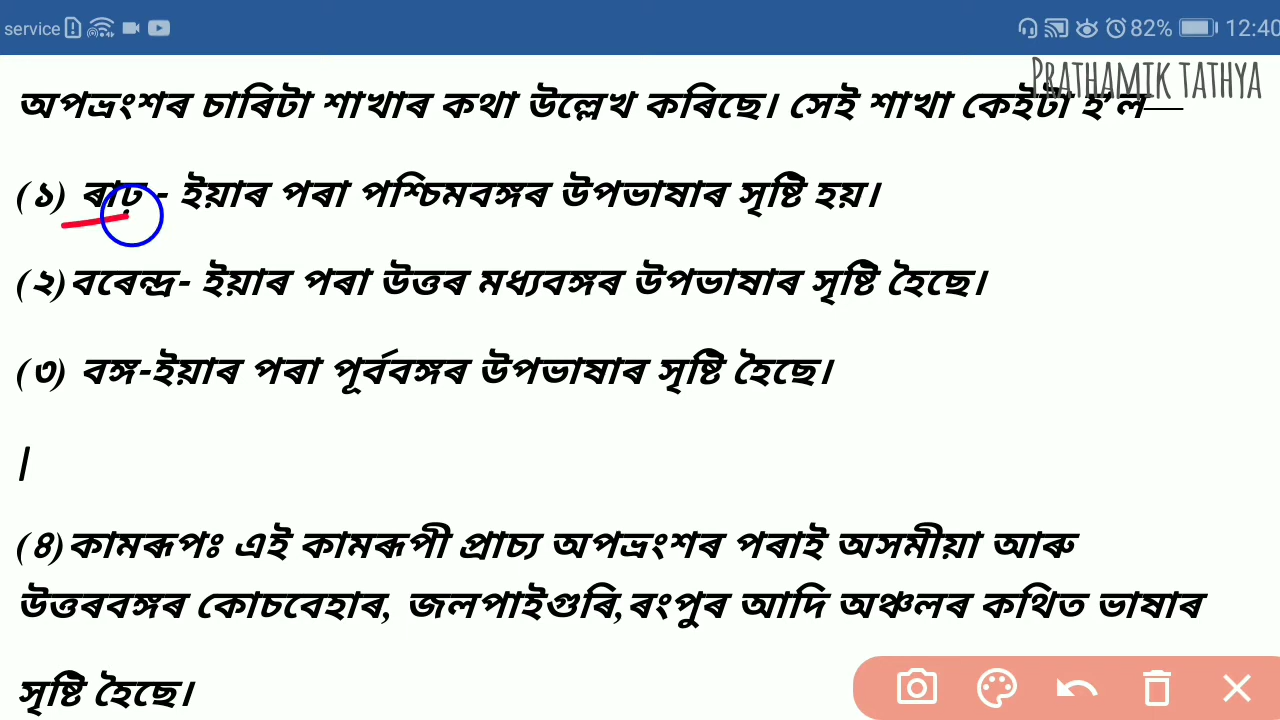 service 82% 12:40
PRATHAMIK TATHYA
অপভ্ৰংশৰ চাৰিটা শাখাৰ কথা উল্লেখ কৰিছে। সেই শাখা কেইটা হ'ল—
(১) ৰাঢ় - ইয়াৰ পৰা পশ্চিমবঙ্গৰ উপভাষাৰ সৃষ্টি হয়।
(২)বৰেন্দ্ৰ- ইয়াৰ পৰা উত্তৰ মধ্যবঙ্গৰ উপভাষাৰ সৃষ্টি হৈছে।
(৩) বঙ্গ-ইয়াৰ পৰা পূৰ্ববঙ্গৰ উপভাষাৰ সৃষ্টি হৈছে।
|
(৪)কামৰূপঃ এই কামৰূপী প্ৰাচ্য অপভ্ৰংশৰ পৰাই অসমীয়া আৰু
উত্তৰবঙ্গৰ কোচবেহাৰ, জলপাইগুৰি,ৰংপুৰ আদি অঞ্চলৰ কথিত ভাষাৰ
সৃষ্টি হৈছে।